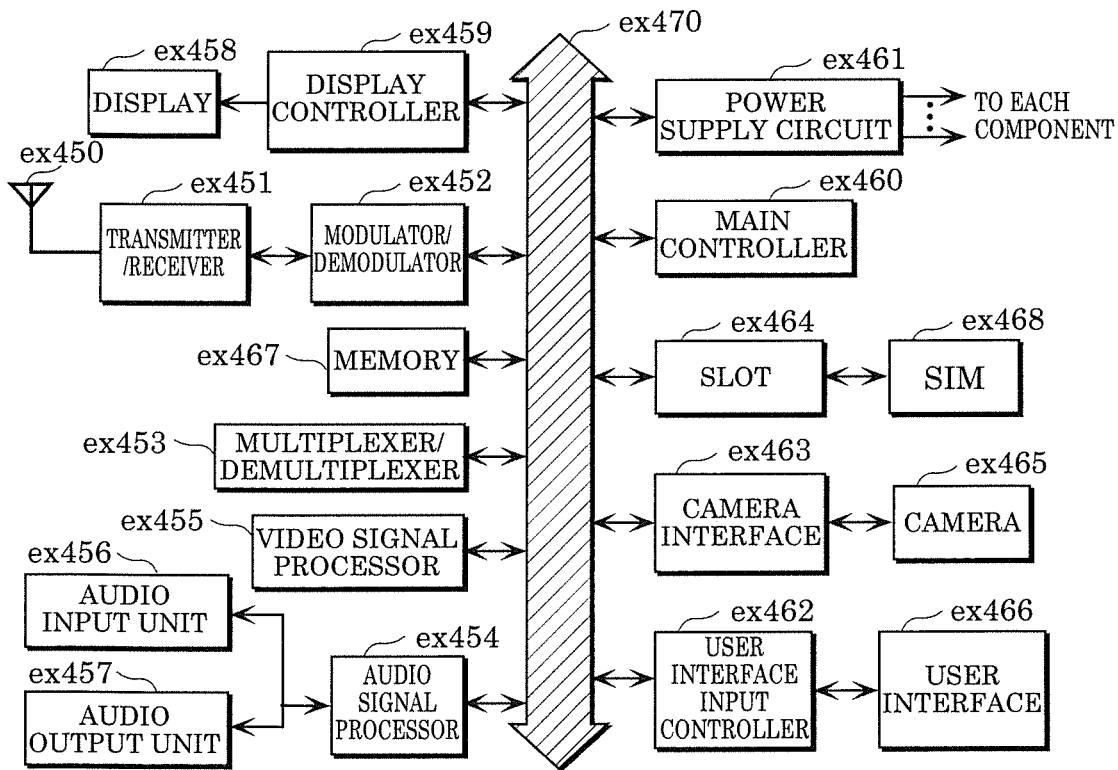 ex470
ex459
ex458
DISPLAY
DISPLAY
CONTROLLER
ex461
POWER
SUPPLY CIRCUIT
TO EACH
COMPONENT
ex450
ex451
TRANSMITTER
/RECEIVER
ex452
MODULATOR/
DEMODULATOR
ex460
MAIN
CONTROLLER
ex467
MEMORY
ex464
SLOT
ex468
SIM
ex453
MULTIPLEXER/
DEMULTIPLEXER
ex463
CAMERA
INTERFACE
ex465
CAMERA
ex455
VIDEO SIGNAL
PROCESSOR
ex456
AUDIO
INPUT UNIT
ex457
AUDIO
OUTPUT UNIT
ex454
AUDIO
SIGNAL
PROCESSOR
ex462
USER
INTERFACE
INPUT
CONTROLLER
ex466
USER
INTERFACE